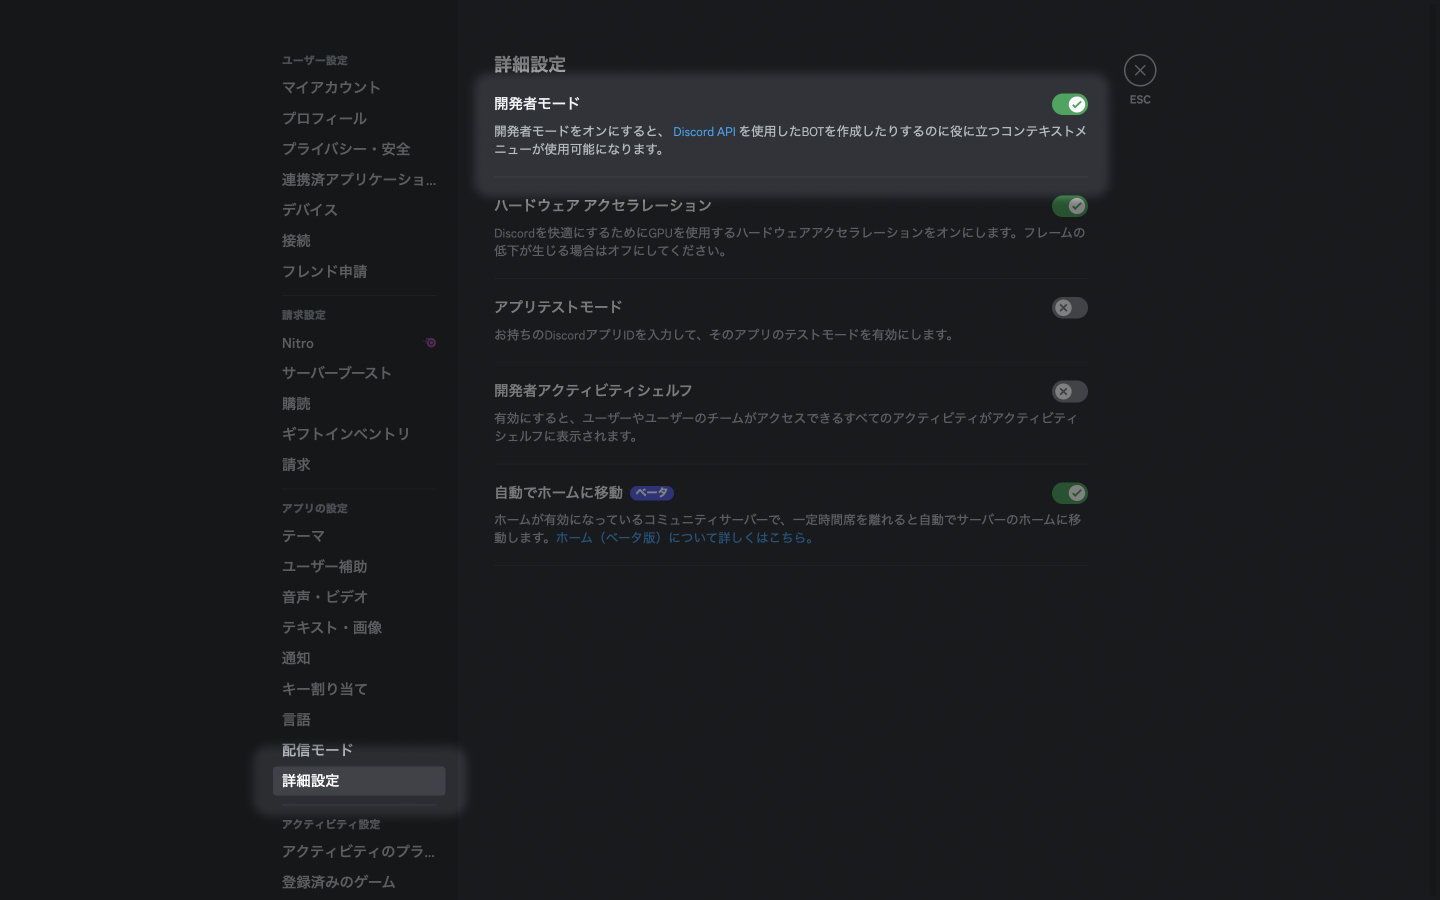 ユーザー設定
マイアカウント
プロフィール
プライバシー・安全
連携済アプリケーショ...
デバイス
接続
フレンド申請
請求設定
Nitro
サーバーブースト
購読
ギフトインベントリ
請求
アプリの設定
テーマ
ユーザー補助
音声・ビデオ
テキスト・画像
通知
キー割り当て
言語
配信モード
詳細設定
アクティビティ設定
アクティビティのプラ...
登録済みのゲーム
詳細設定
開発者モード
開発者モードをオンにすると、 Discord API を使用したBOTを作成したりするのに役に立つコンテキストメ
ニューが使用可能になります。
ハードウェア アクセラレーション
Discordを快適にするためにGPUを使用するハードウェアアクセラレーションをオンにします。フレームの
低下が生じる場合はオフにしてください。
アプリテストモード
お持ちのDiscordアプリIDを入力して、そのアプリのテストモードを有効にします。
開発者アクティビティシェルフ
有効にすると、ユーザーやユーザーのチームがアクセスできるすべてのアクティビティがアクティビティ
シェルフに表示されます。
自動でホームに移動 ベータ
ホームが有効になっているコミュニティサーバーで、一定時間席を離れると自動でサーバーのホームに移
動します。ホーム（ベータ版）について詳しくはこちら。
ESC